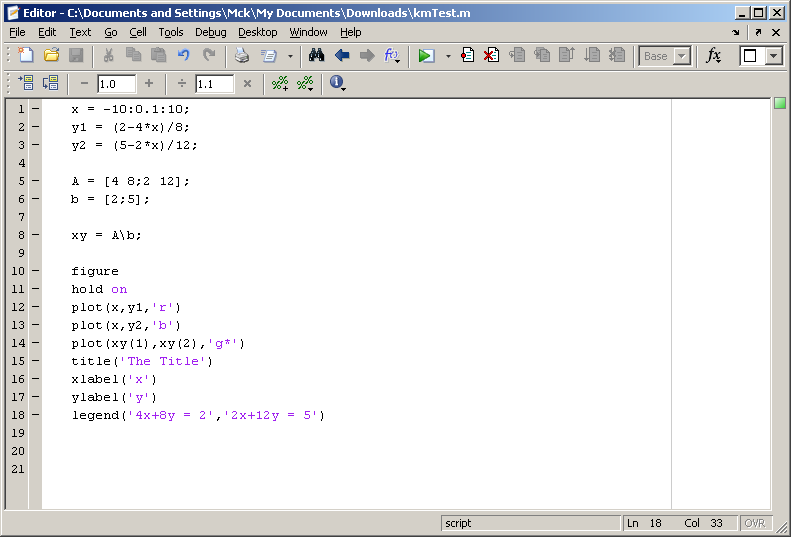 Editor - C:\Documents and Settings\Mck\My Documents\Downloads\kmTest.m
File Edit Text Go Cell Tools Debug Desktop Window Help
Base fx
- 1.0 + ÷ 1.1 ×
1 - x = -10:0.1:10;
2 - y1 = (2-4*x)/8;
3 - y2 = (5-2*x)/12;
4
5 - A = [4 8;2 12];
6 - b = [2;5];
7
8 - xy = A\b;
9
10 - figure
11 - hold on
12 - plot(x,y1,'r')
13 - plot(x,y2,'b')
14 - plot(xy(1),xy(2),'g*')
15 - title('The Title')
16 - xlabel('x')
17 - ylabel('y')
18 - legend('4x+8y = 2','2x+12y = 5')
19
20
21
script Ln 18 Col 33 OVR